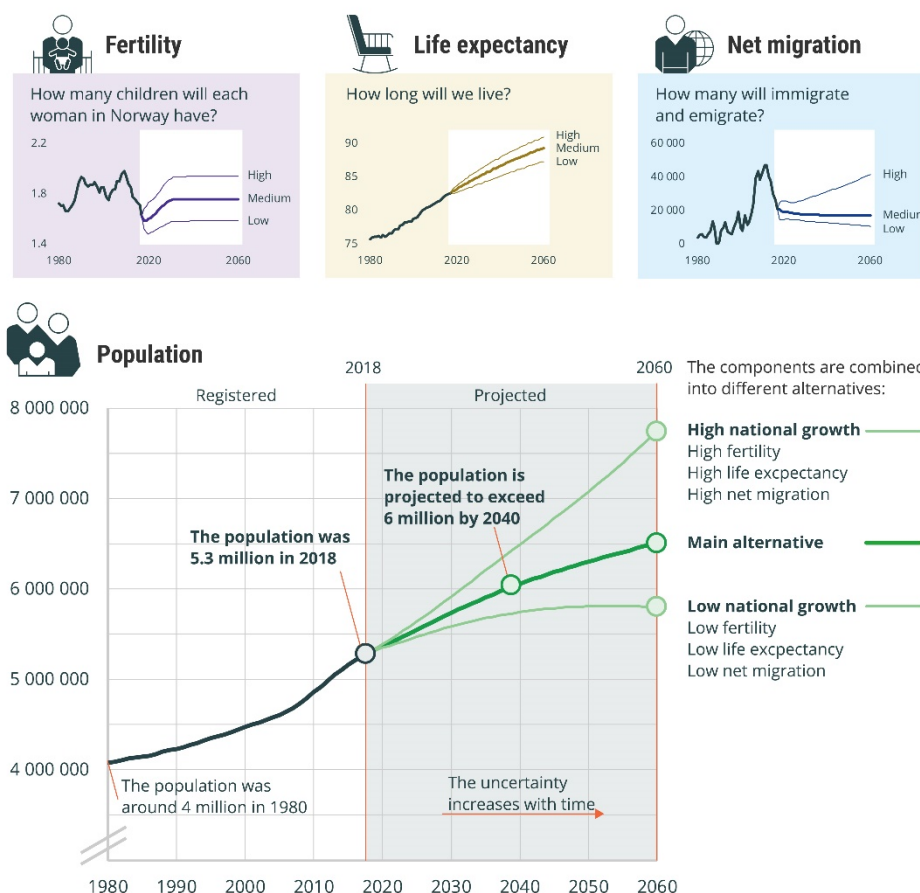 Fertility
How many children will each
woman in Norway have?
2.2
1.8
1.4
High
Medium
Low
1980
2020
2060
Life expectancy
How long will we live?
90
85
80
75
High
Medium
Low
1980
2020
2060
Net migration
How many will immigrate
and emigrate?
60 000
40 000
20 000
0
High
Medium
Low
1980
2020
2060
Population
2018
2060
Registered
Projected
8 000 000
7 000 000
6 000 000
5 000 000
4 000 000
The population was
5.3 million in 2018
The population is
projected to exceed
6 million by 2040
The population was
around 4 million in 1980
The uncertainty
increases with time
1980
1990
2000
2010
2020
2030
2040
2050
2060
The components are combined
into different alternatives:
High national growth
High fertility
High life excpectancy
High net migration
Main alternative
Low national growth
Low fertility
Low life excpectancy
Low net migration